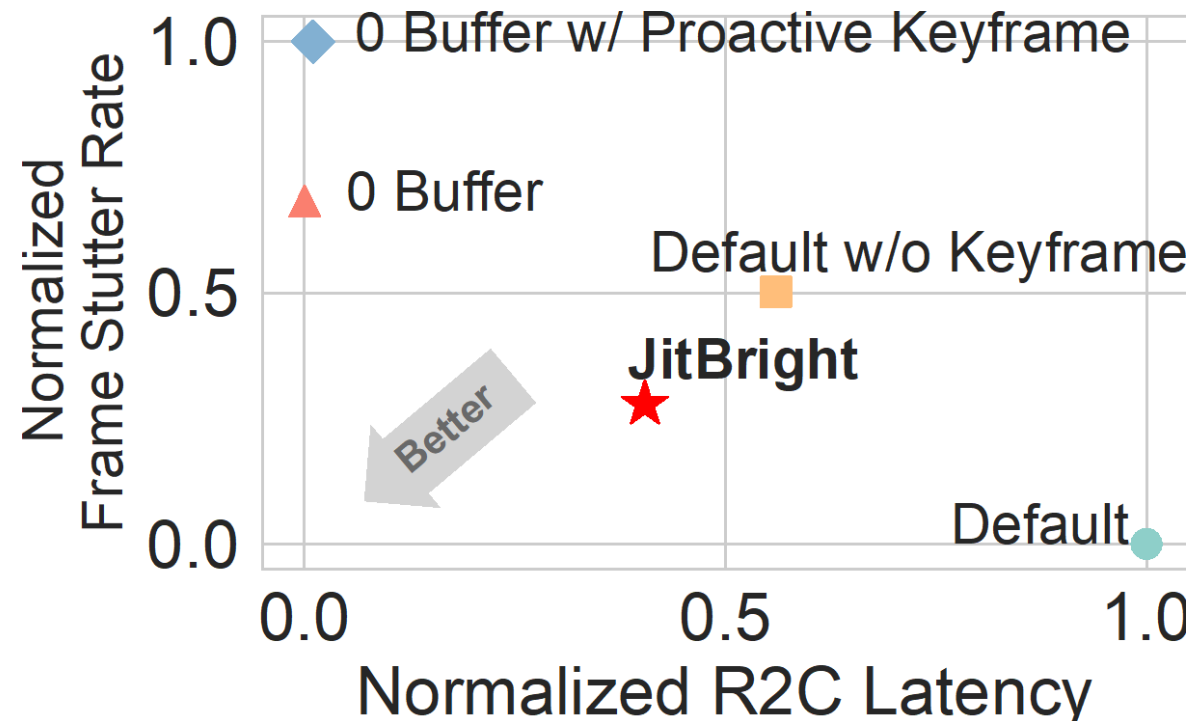 1.0
0 Buffer w/ Proactive Keyframe
0 Buffer
Default w/o Keyframe
0.5
JitBright
Better
Default
0.0
0.0
0.5
1.0
Normalized R2C Latency
Normalized
Frame Stutter Rate